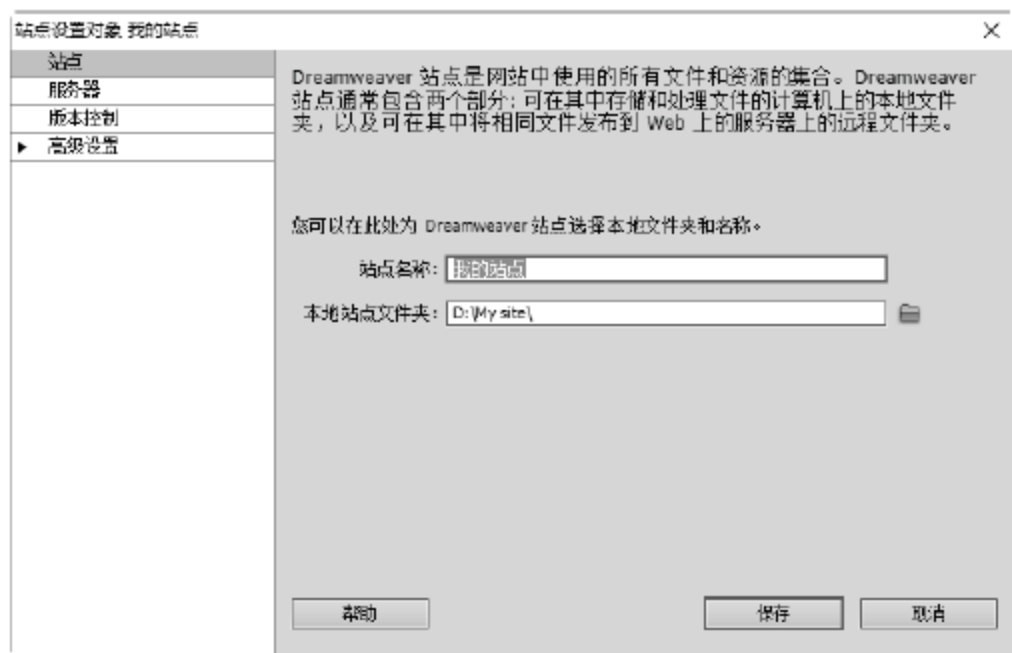 站点设置对象 我的站点
站点
服务器
版本控制
高级设置
Dreamweaver 站点是网站中使用的所有文件和资源的集合。Dreamweaver
站点通常包含两个部分:可在其中存储和处理文件的计算机上的本地文件
夹,以及可在其中将相同文件发布到 Web 上的服务器上的远程文件夹。
您可以在此处为 Dreamweaver 站点选择本地文件夹和名称。
站点名称: 我的站点
本地站点文件夹: D:\My site\
帮助 保存 取消